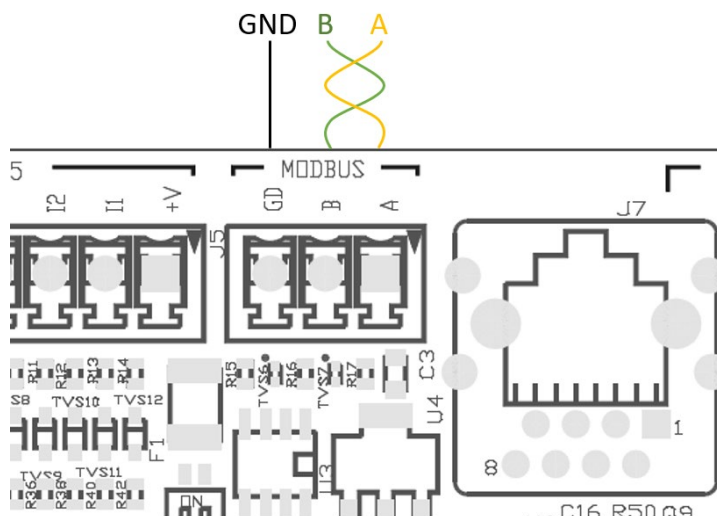 GND B A
5 MODBUS
I2 I1 +V GD B A J7
J5
R11 R12 R13 R14 R15 TVS6 R16 TVS7 R17 C3
S8 TVS10 TVS12
F1 U4
1
TVS9 TVS11 U3 8
R36 R38 R40 R42
ON
C16 R50 Q9